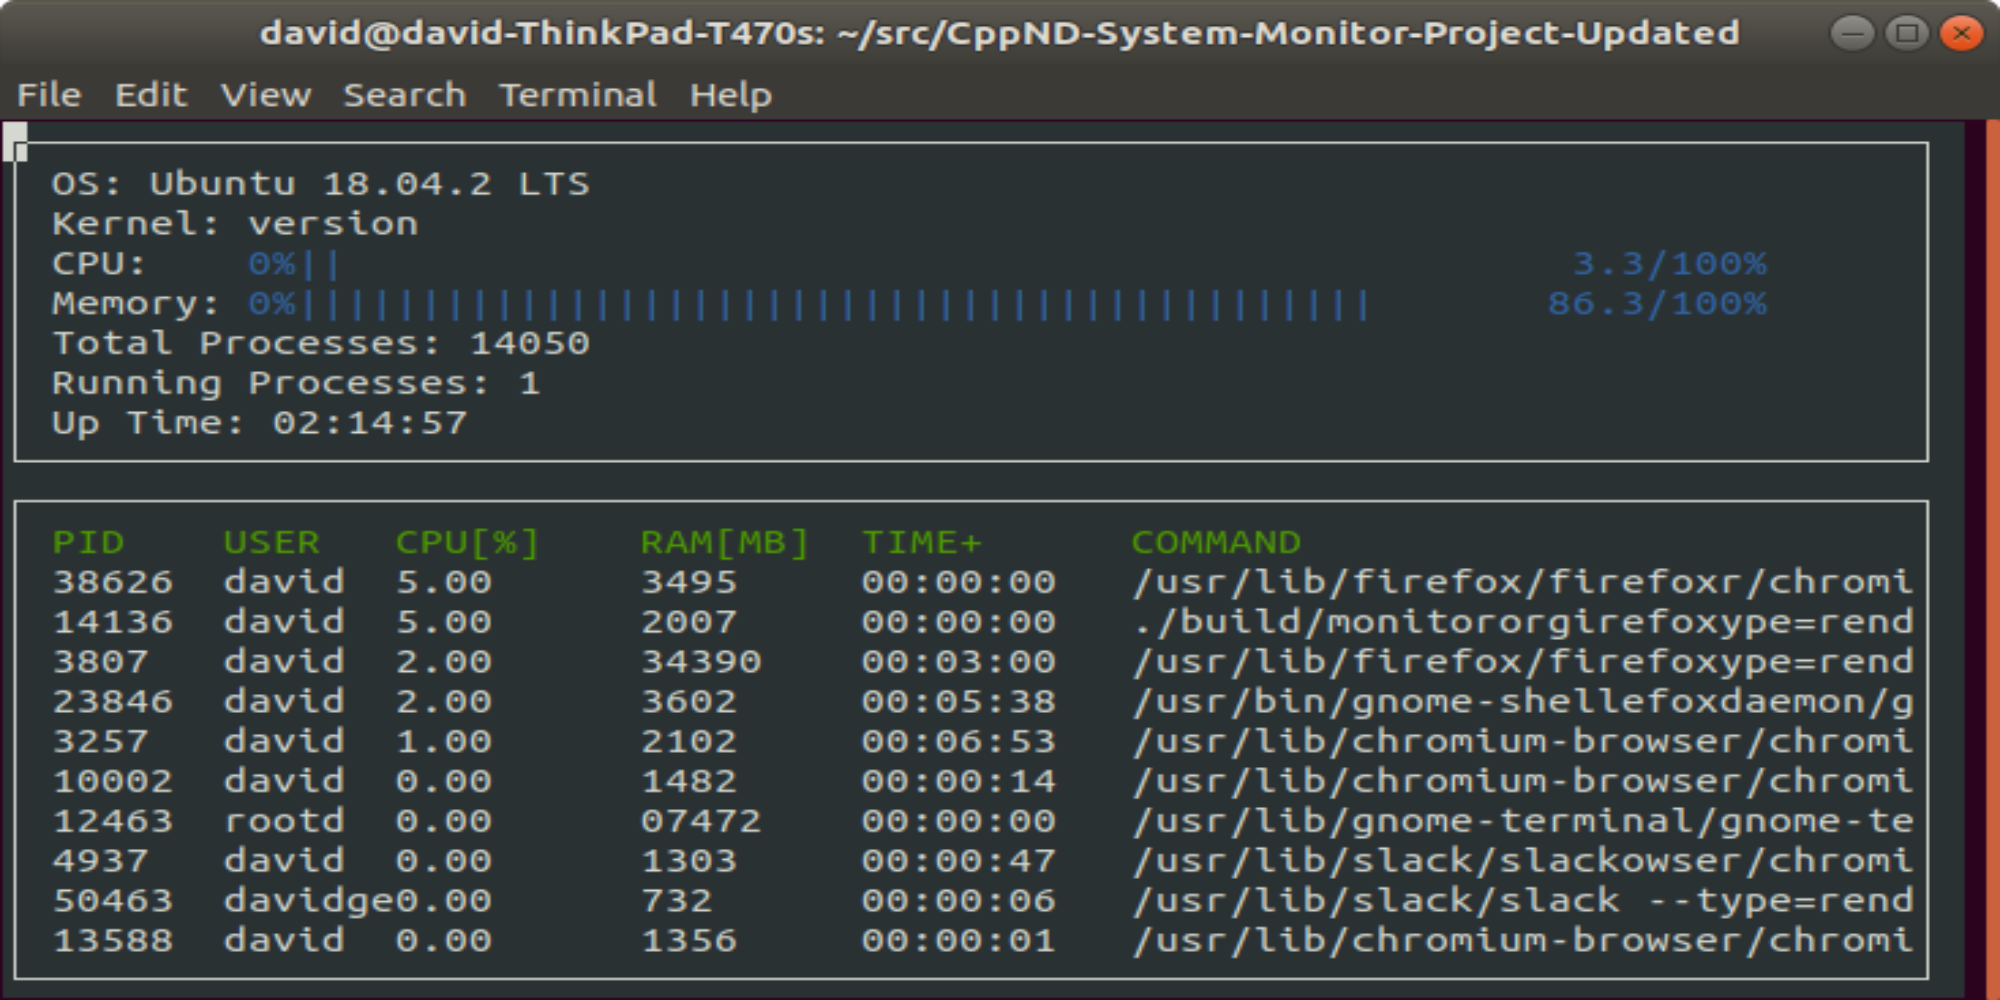 david@david-ThinkPad-T470s: ~/src/CppND-System-Monitor-Project-Updated
File Edit View Search Terminal Help
OS: Ubuntu 18.04.2 LTS
Kernel: version
CPU: 0%|| 3.3/100%
Memory: 0%|||||||||||||||||||||||||||||||||||||||||||| 86.3/100%
Total Processes: 14050
Running Processes: 1
Up Time: 02:14:57
PID USER CPU[%] RAM[MB] TIME+ COMMAND
38626 david 5.00 3495 00:00:00 /usr/lib/firefox/firefoxr/chromi
14136 david 5.00 2007 00:00:00 ./build/monitororgirefoxype=rend
3807 david 2.00 34390 00:03:00 /usr/lib/firefox/firefoxype=rend
23846 david 2.00 3602 00:05:38 /usr/bin/gnome-shellefoxdaemon/g
3257 david 1.00 2102 00:06:53 /usr/lib/chromium-browser/chromi
10002 david 0.00 1482 00:00:14 /usr/lib/chromium-browser/chromi
12463 rootd 0.00 07472 00:00:00 /usr/lib/gnome-terminal/gnome-te
4937 david 0.00 1303 00:00:47 /usr/lib/slack/slackowser/chromi
50463 davidge0.00 732 00:00:06 /usr/lib/slack/slack --type=rend
13588 david 0.00 1356 00:00:01 /usr/lib/chromium-browser/chromi